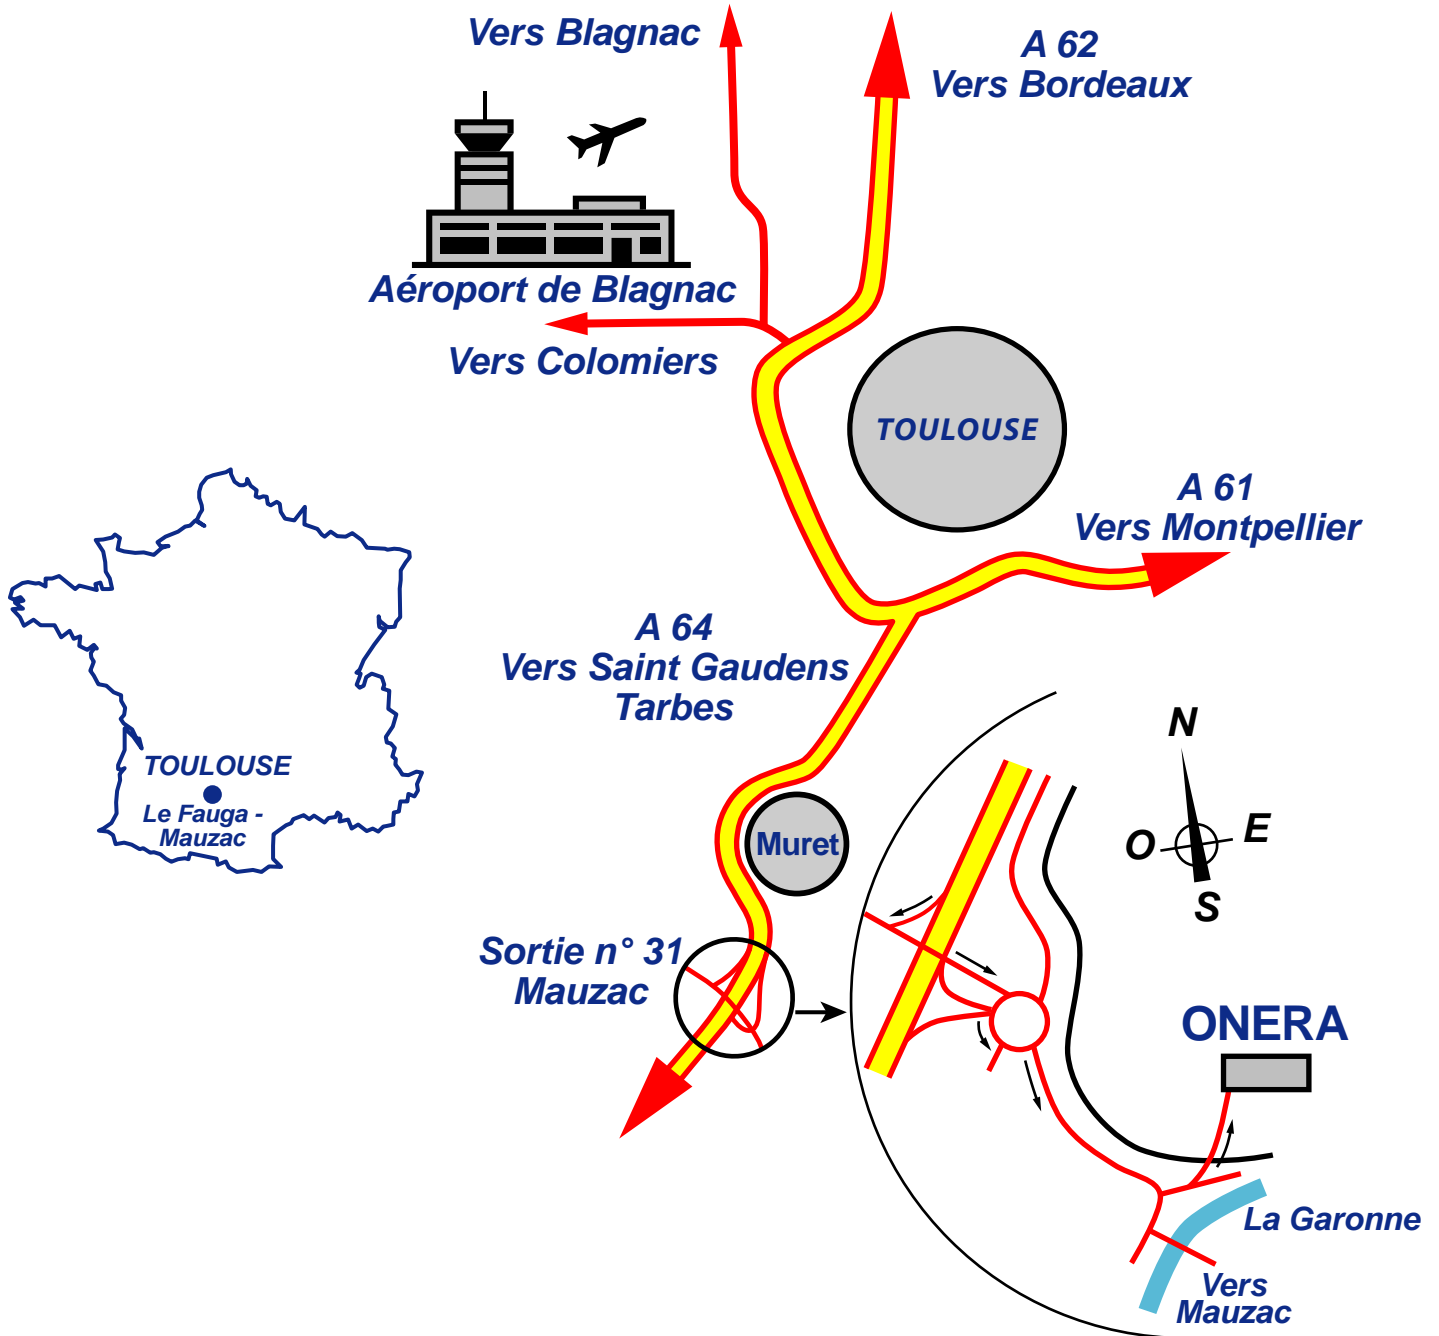 Vers Blagnac
A 62
Vers Bordeaux
Aéroport de Blagnac
Vers Colomiers
TOULOUSE
A 61
Vers Montpellier
A 64
Vers Saint Gaudens
Tarbes
TOULOUSE
Le Fauga -
Mauzac
Muret
N
O
E
S
Sortie n° 31
Mauzac
ONERA
La Garonne
Vers
Mauzac